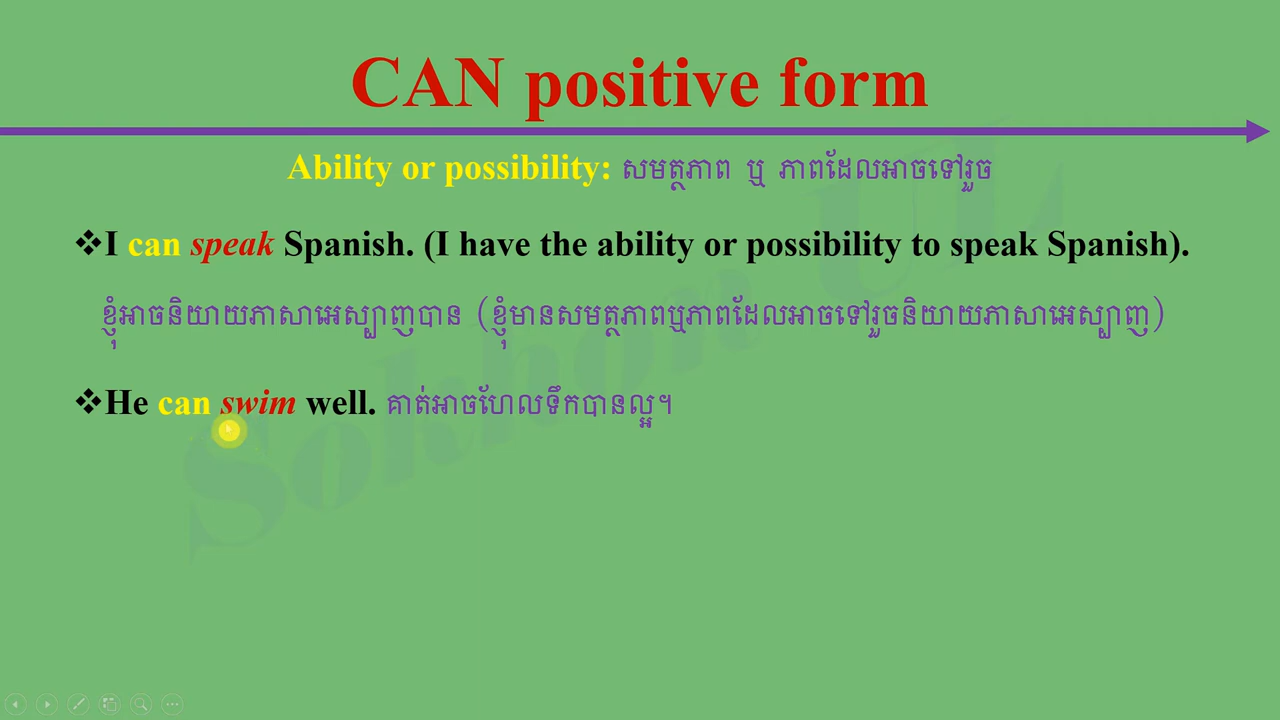 CAN positive form
Ability or possibility: សមត្ថភាព ឬ ភាពដែលអាចទៅរួច
❖I can speak Spanish. (I have the ability or possibility to speak Spanish).
ខ្ញុំអាចនិយាយភាសាអេស្បាញបាន (ខ្ញុំមានសមត្ថភាពឬភាពដែលអាចទៅរួចនិយាយភាសាអេស្បាញ)
❖He can swim well. គាត់អាចហែលទឹកបានល្អ។
Sokhon UL